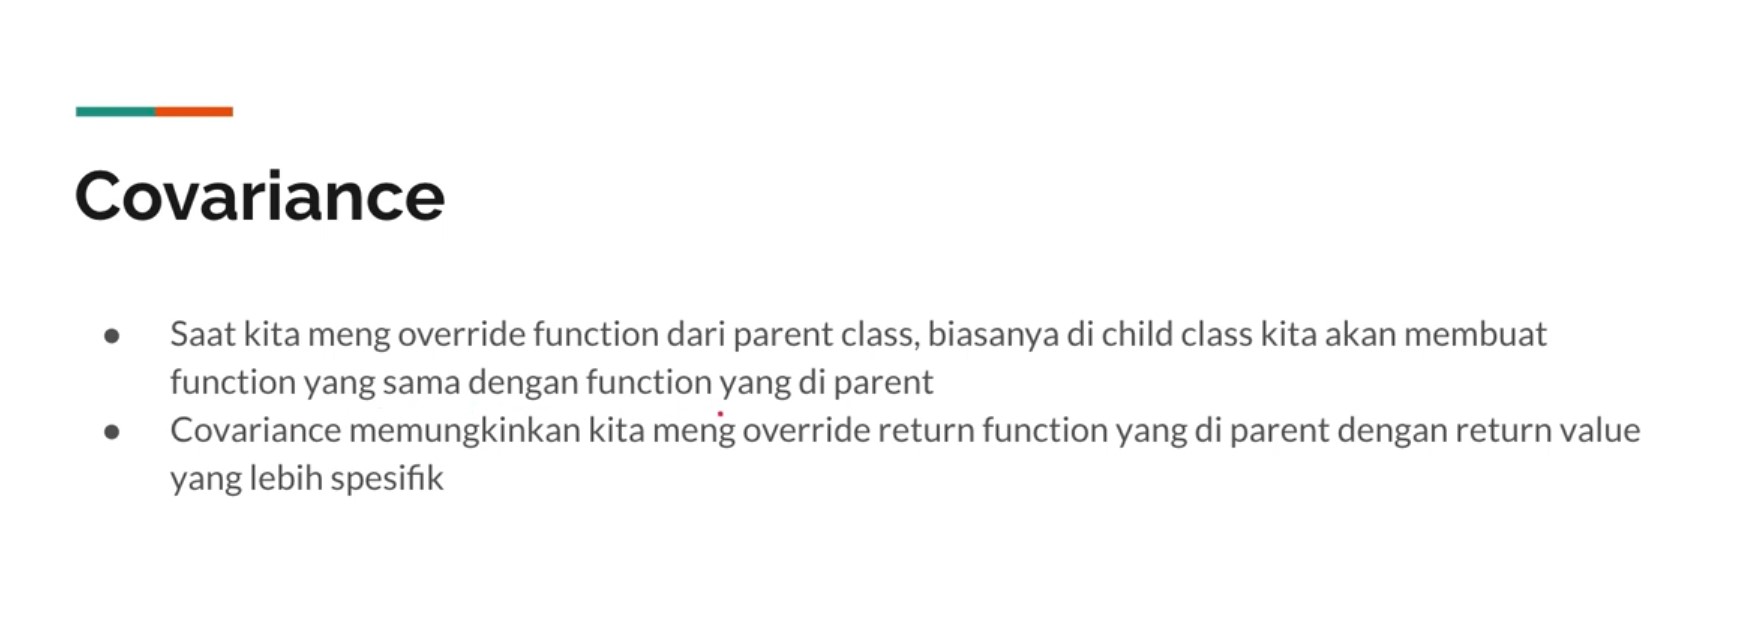 Covariance
● Saat kita meng override function dari parent class, biasanya di child class kita akan membuat
function yang sama dengan function yang di parent
● Covariance memungkinkan kita meng override return function yang di parent dengan return value
yang lebih spesifik